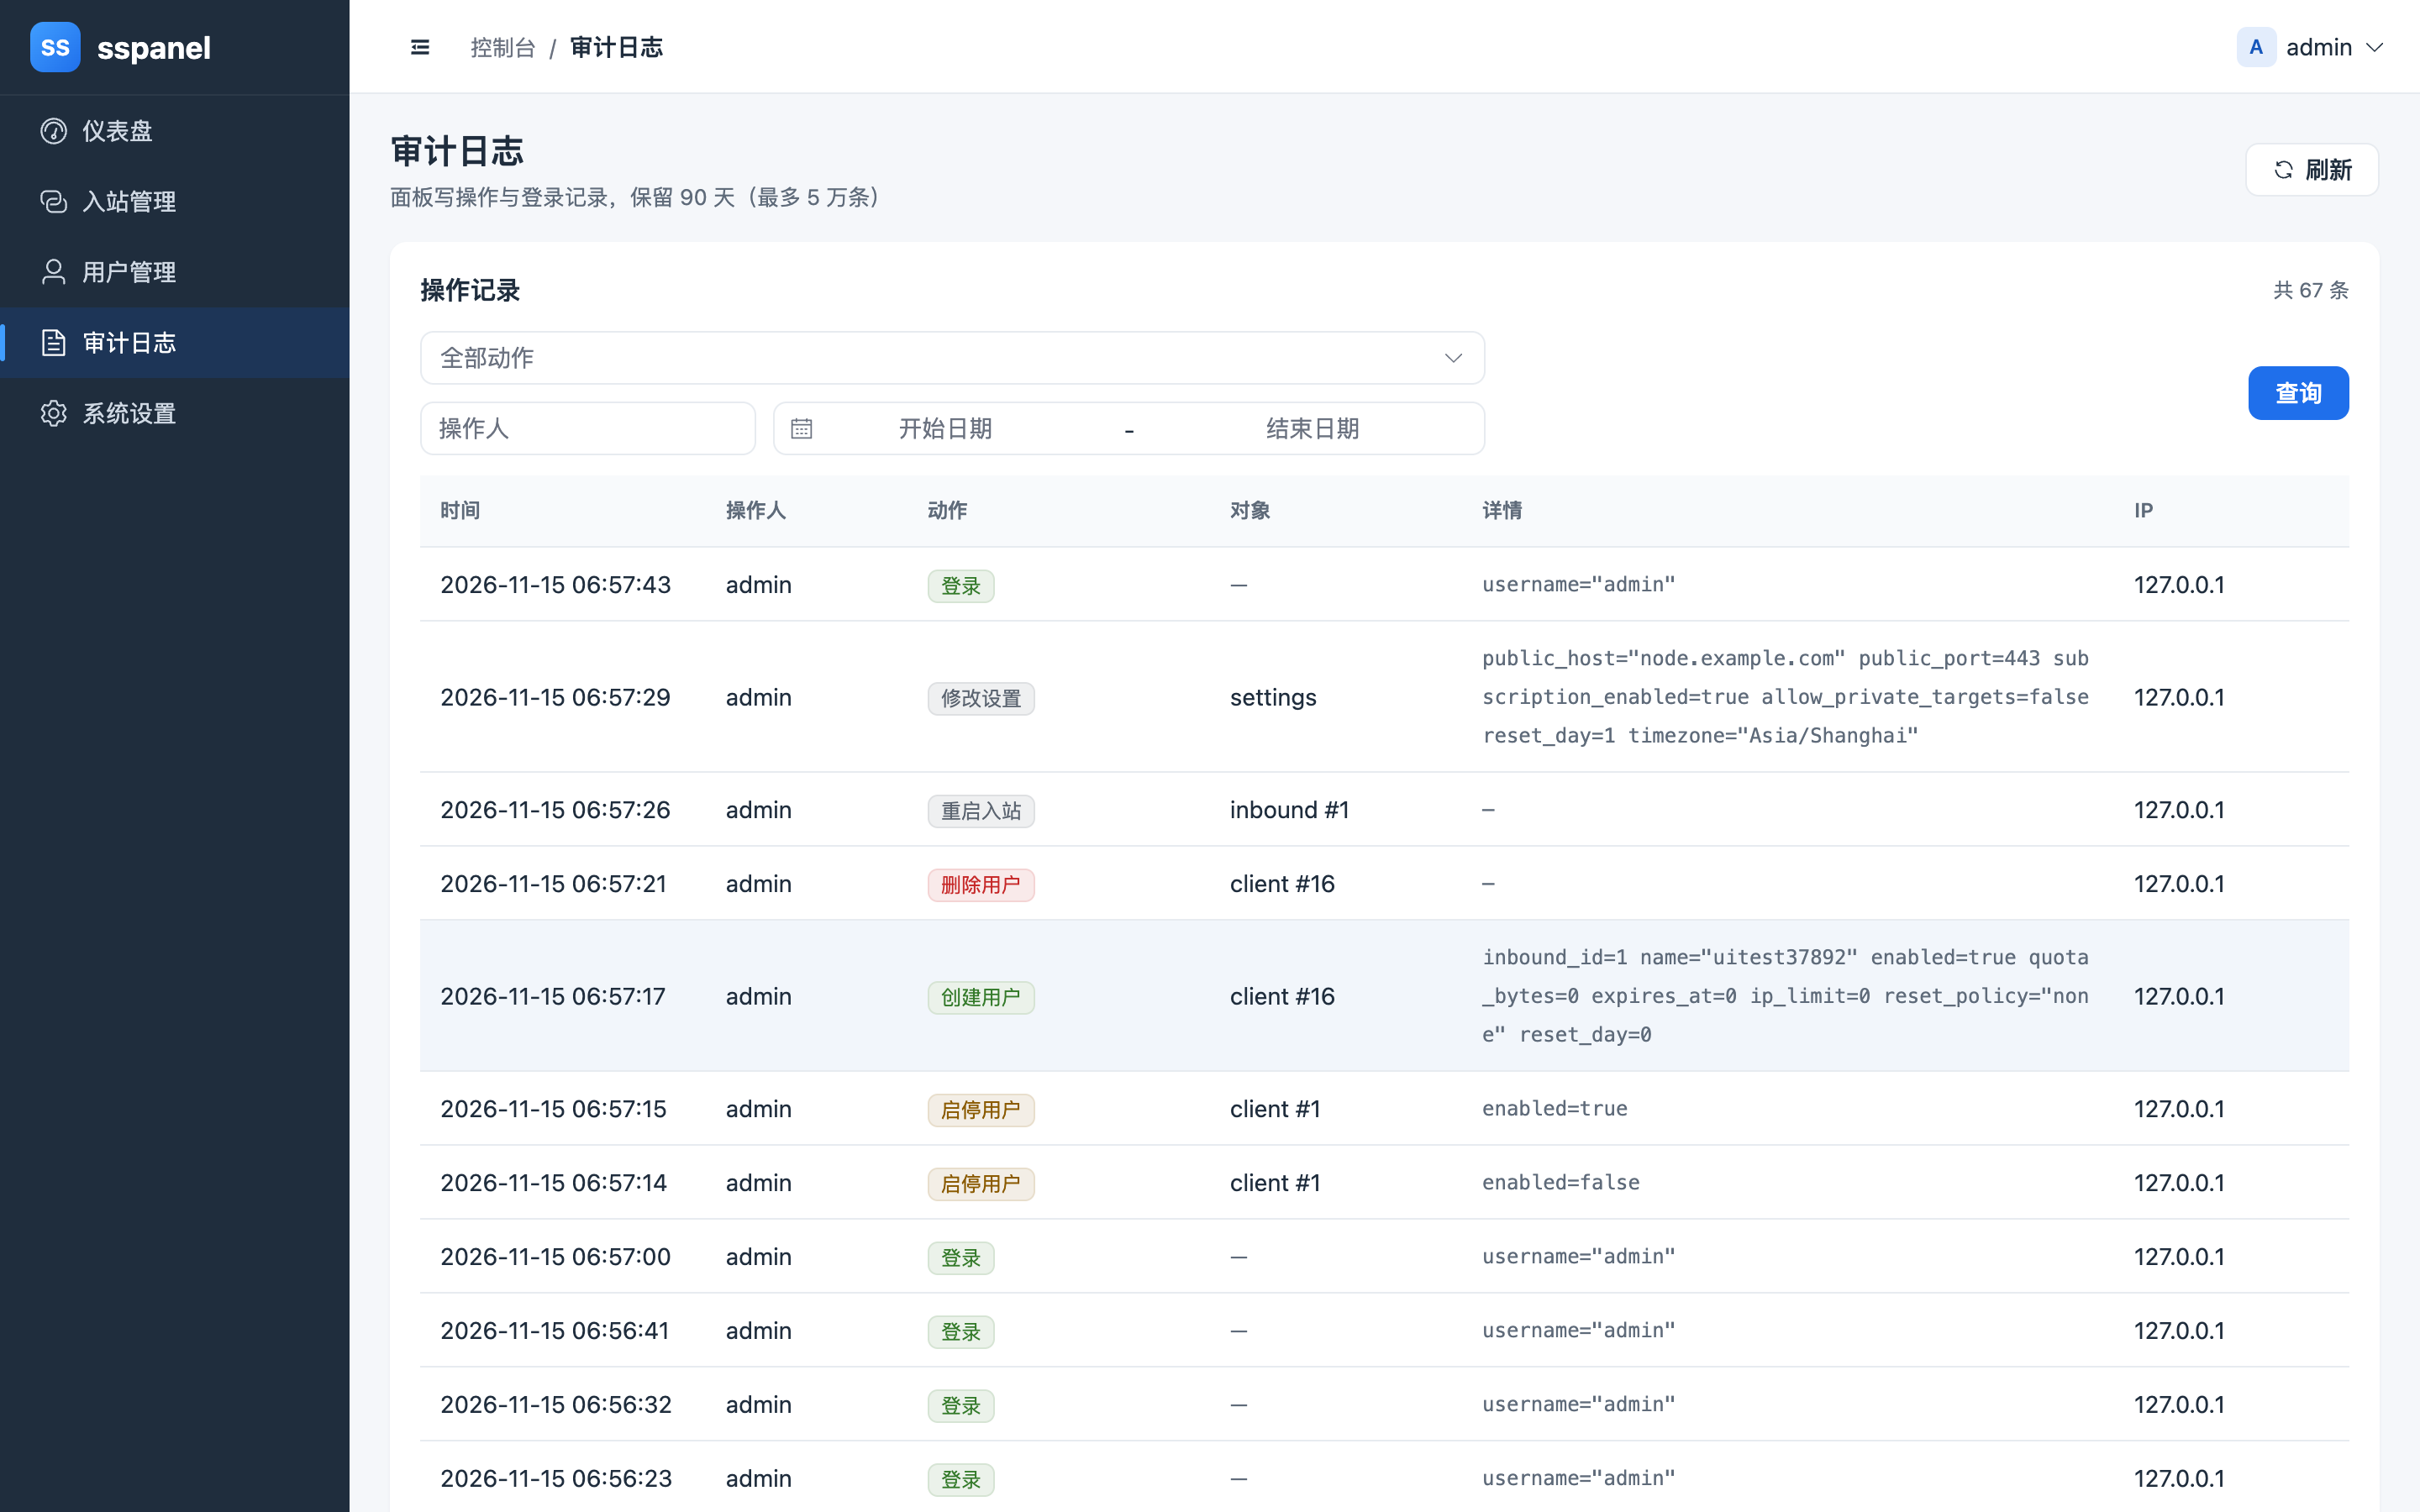 SS sspanel
仪表盘
入站管理
用户管理
审计日志
系统设置
控制台 / 审计日志
A admin
审计日志
面板写操作与登录记录，保留 90 天（最多 5 万条）
刷新
操作记录
共 67 条
全部动作
操作人
开始日期 - 结束日期
查询
时间 操作人 动作 对象 详情 IP
2026-11-15 06:57:43 admin 登录 — username="admin" 127.0.0.1
2026-11-15 06:57:29 admin 修改设置 settings public_host="node.example.com" public_port=443 sub
scription_enabled=true allow_private_targets=false
reset_day=1 timezone="Asia/Shanghai" 127.0.0.1
2026-11-15 06:57:26 admin 重启入站 inbound #1 — 127.0.0.1
2026-11-15 06:57:21 admin 删除用户 client #16 — 127.0.0.1
2026-11-15 06:57:17 admin 创建用户 client #16 inbound_id=1 name="uitest37892" enabled=true quota
_bytes=0 expires_at=0 ip_limit=0 reset_policy="non
e" reset_day=0 127.0.0.1
2026-11-15 06:57:15 admin 启停用户 client #1 enabled=true 127.0.0.1
2026-11-15 06:57:14 admin 启停用户 client #1 enabled=false 127.0.0.1
2026-11-15 06:57:00 admin 登录 — username="admin" 127.0.0.1
2026-11-15 06:56:41 admin 登录 — username="admin" 127.0.0.1
2026-11-15 06:56:32 admin 登录 — username="admin" 127.0.0.1
2026-11-15 06:56:23 admin 登录 — username="admin" 127.0.0.1